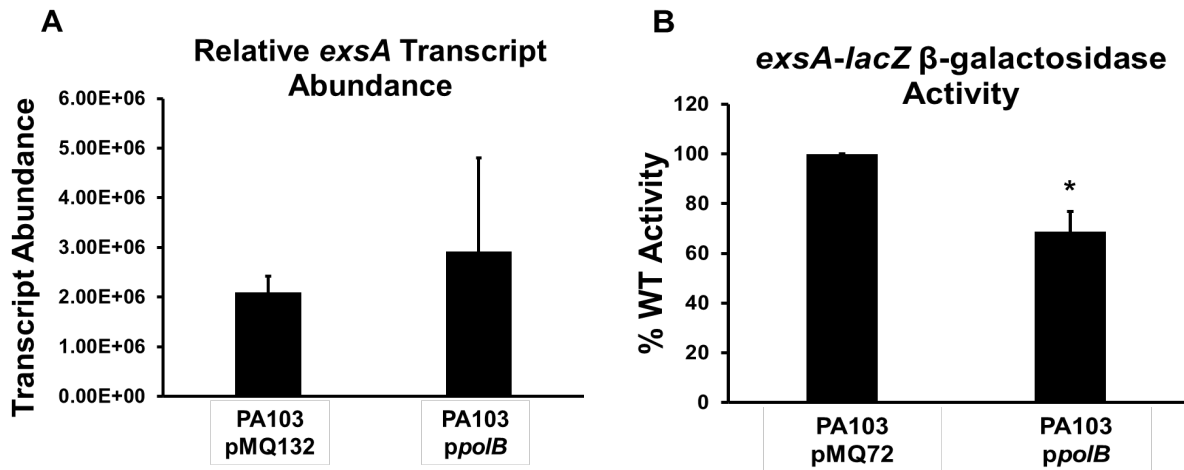 A
Relative exsA Transcript
Abundance
Transcript Abundance
6.00E+06
5.00E+06
4.00E+06
3.00E+06
2.00E+06
1.00E+06
0.00E+00
PA103
pMQ132
PA103
ppolB
B
exsA-lacZ β-galactosidase
Activity
% WT Activity
120
100
80
60
40
20
0
*
PA103
pMQ72
PA103
ppolB